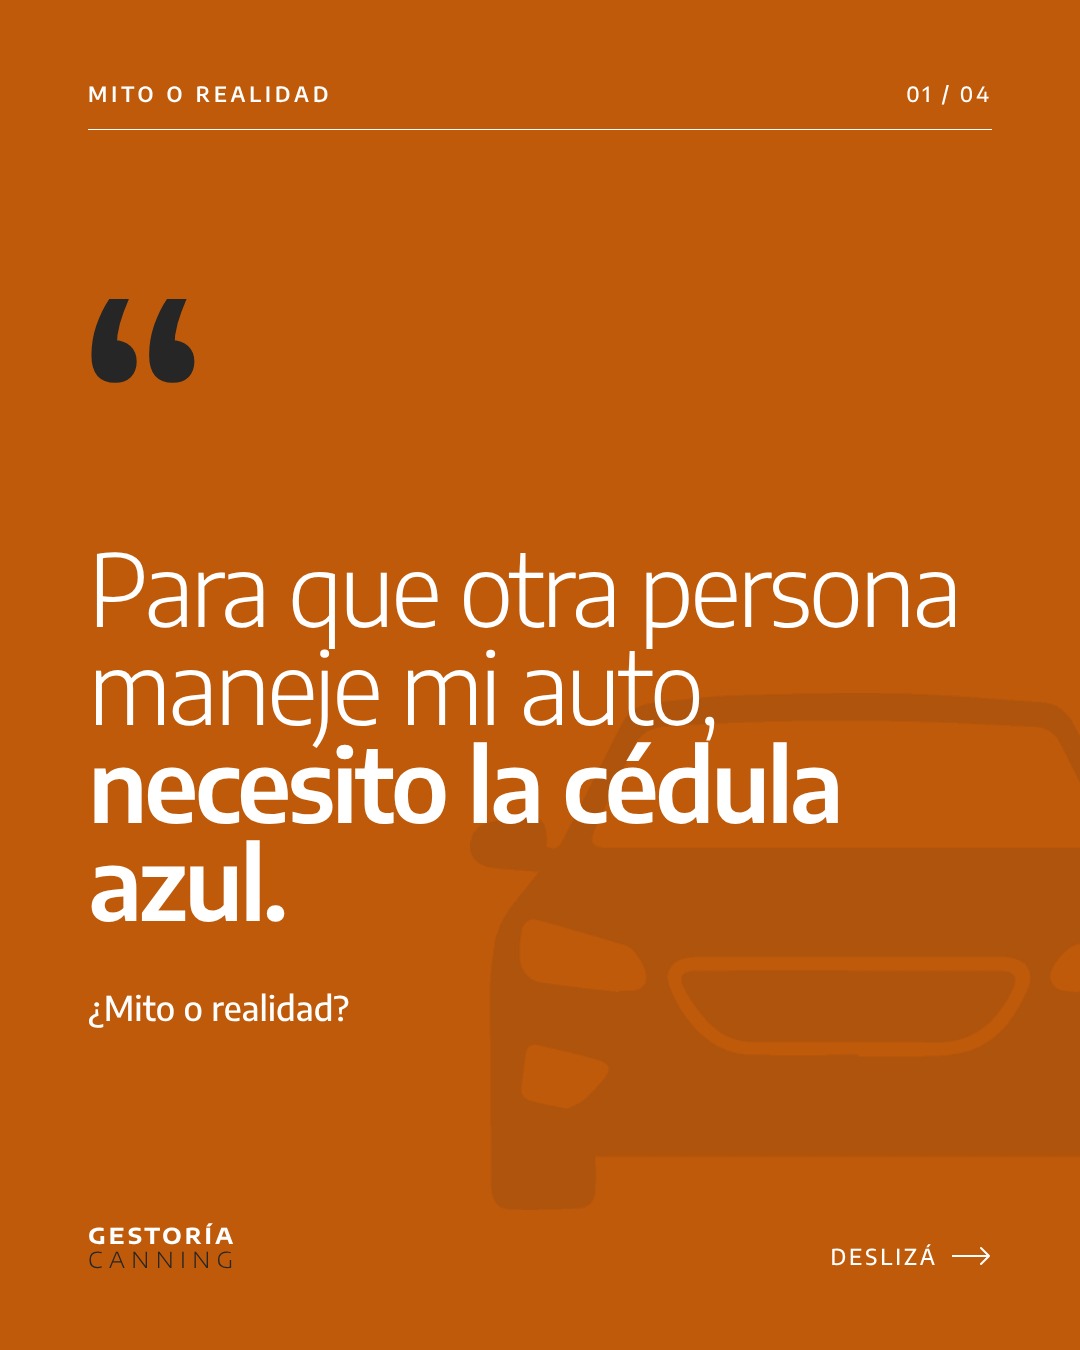 MITO O REALIDAD
01 / 04
“
Para que otra persona
maneje mi auto,
necesito la cédula
azul.
¿Mito o realidad?
GESTORÍA
CANNING
DESLIZÁ →